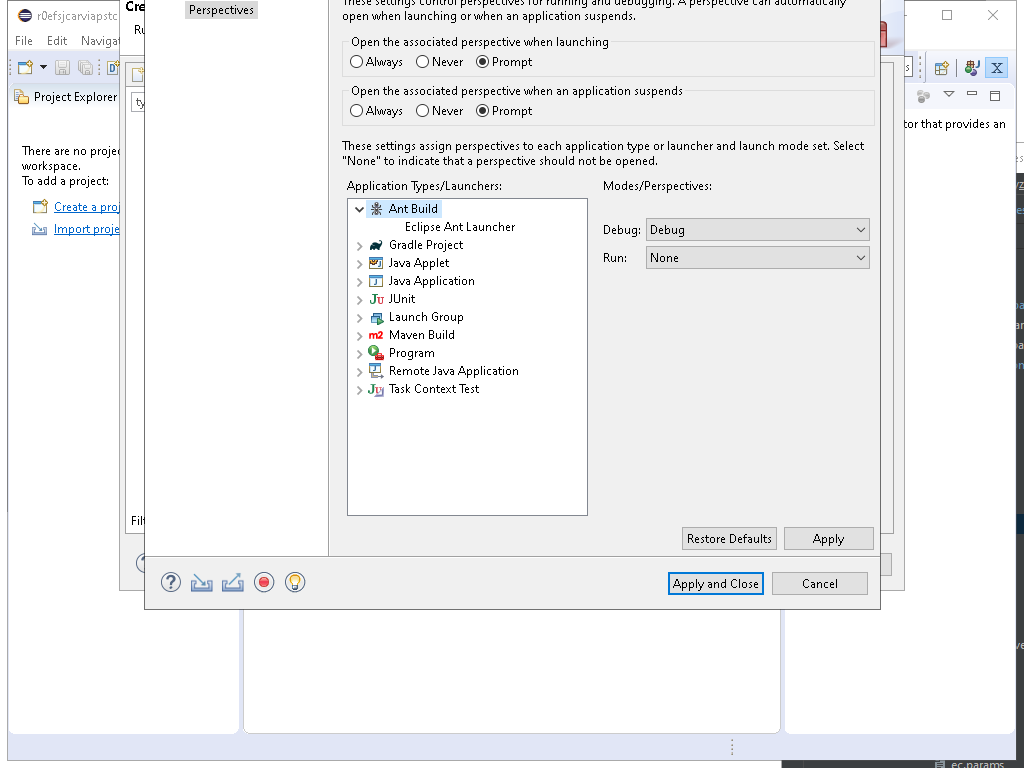 r0efsjcarviapstc
Cre
Perspectives
These settings control perspectives for running and debugging. A perspective can automatically
open when launching or when an application suspends.
File Edit Navigat
Ru
Open the associated perspective when launching
Always Never Prompt
Project Explorer
ty
Open the associated perspective when an application suspends
Always Never Prompt
tor that provides an
There are no proje
workspace.
To add a project:
Create a proj
Import proje
These settings assign perspectives to each application type or launcher and launch mode set. Select
"None" to indicate that a perspective should not be opened.
Application Types/Launchers:
Modes/Perspectives:
Ant Build
Eclipse Ant Launcher
Gradle Project
Java Applet
Java Application
JUnit
Launch Group
Maven Build
Program
Remote Java Application
Task Context Test
Debug: Debug
Run: None
Filt
Restore Defaults Apply
Apply and Close Cancel
ec.params